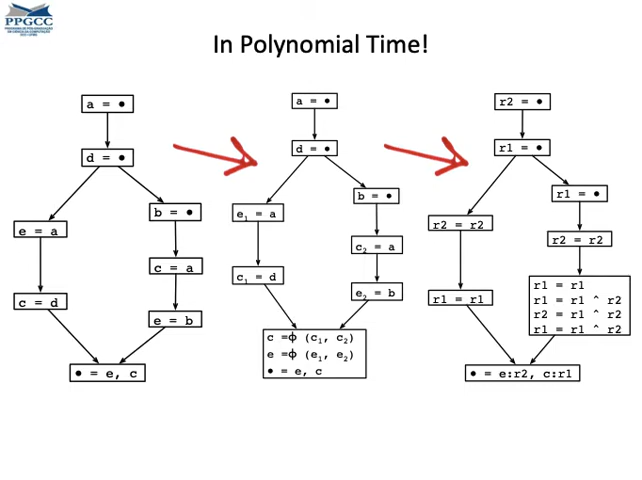 PPGCC
In Polynomial Time!
a = •
d = •
e = a
b = •
c = a
c = d
e = b
• = e, c
a = •
d = •
e1 = a
b = •
c2 = a
c1 = d
e2 = b
c =ϕ (c1, c2)
e =ϕ (e1, e2)
• = e, c
r2 = •
r1 = •
r1 = •
r2 = r2
r2 = r2
r1 = r1
r1 = r1
r1 = r1 ^ r2
r2 = r1 ^ r2
r1 = r1 ^ r2
• = e:r2, c:r1